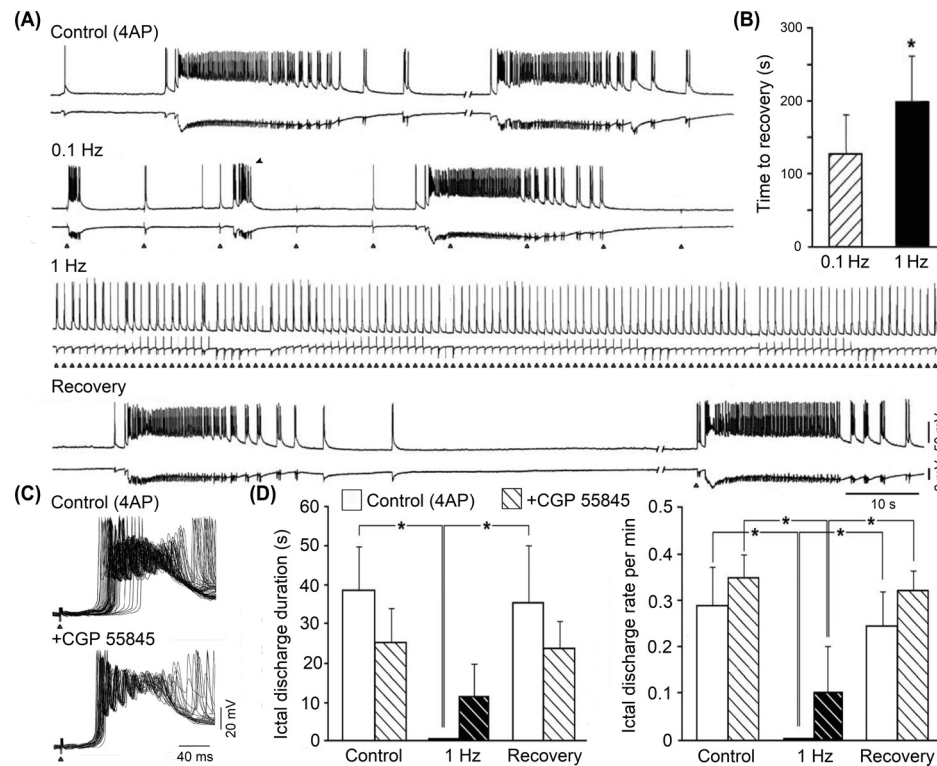 (A)
Control (4AP)
0.1 Hz
1 Hz
Recovery
10 s
(B)
Time to recovery (s)
300
200
100
0
*
0.1 Hz
1 Hz
(C)
Control (4AP)
+CGP 55845
20 mV
40 ms
(D)
Control (4AP)
+CGP 55845
Ictal discharge duration (s)
60
50
40
30
20
10
0
* *
Control 1 Hz Recovery
Ictal discharge rate per min
0.5
0.4
0.3
0.2
0.1
0
* *
* *
Control 1 Hz Recovery